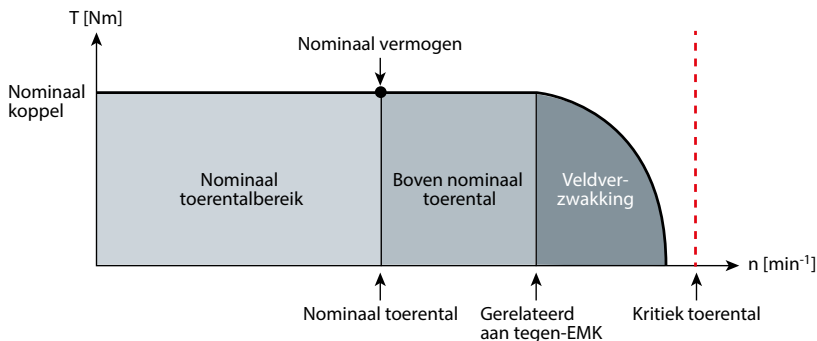 T [Nm]
Nominaal vermogen
Nominaal
koppel
Nominaal
toerentalbereik
Boven nominaal
toerental
Veldver-
zwakking
n [min⁻¹]
Nominaal toerental
Gerelateerd
aan tegen-EMK
Kritiek toerental